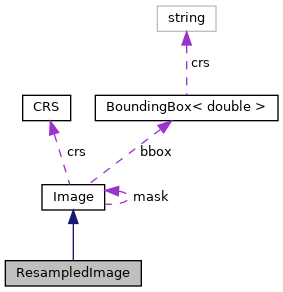 string
crs
CRS
BoundingBox< double >
crs
bbox
Image
mask
ResampledImage